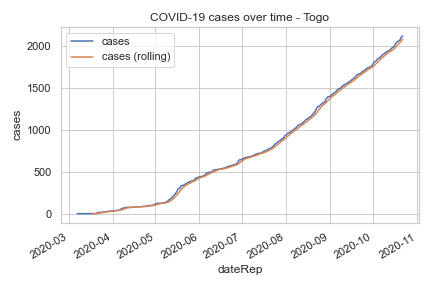 COVID-19 cases over time - Togo
cases
cases (rolling)
2000
1500
1000
500
0
cases
2020-03
2020-04
2020-05
2020-06
2020-07
2020-08
2020-09
2020-10
2020-11
dateRep